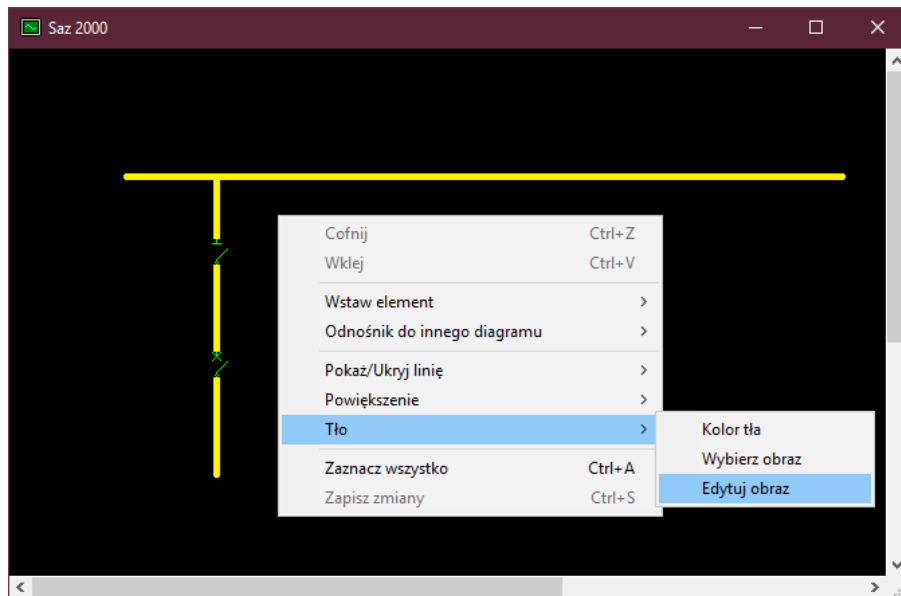 Saz 2000
Cofnij Ctrl+Z
Wklej Ctrl+V
Wstaw element
Odnośnik do innego diagramu
Pokaż/Ukryj linię
Powiększenie
Tło
Kolor tła
Wybierz obraz
Edytuj obraz
Zaznacz wszystko Ctrl+A
Zapisz zmiany Ctrl+S